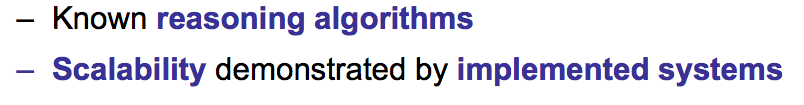 – Known reasoning algorithms
– Scalability demonstrated by implemented systems